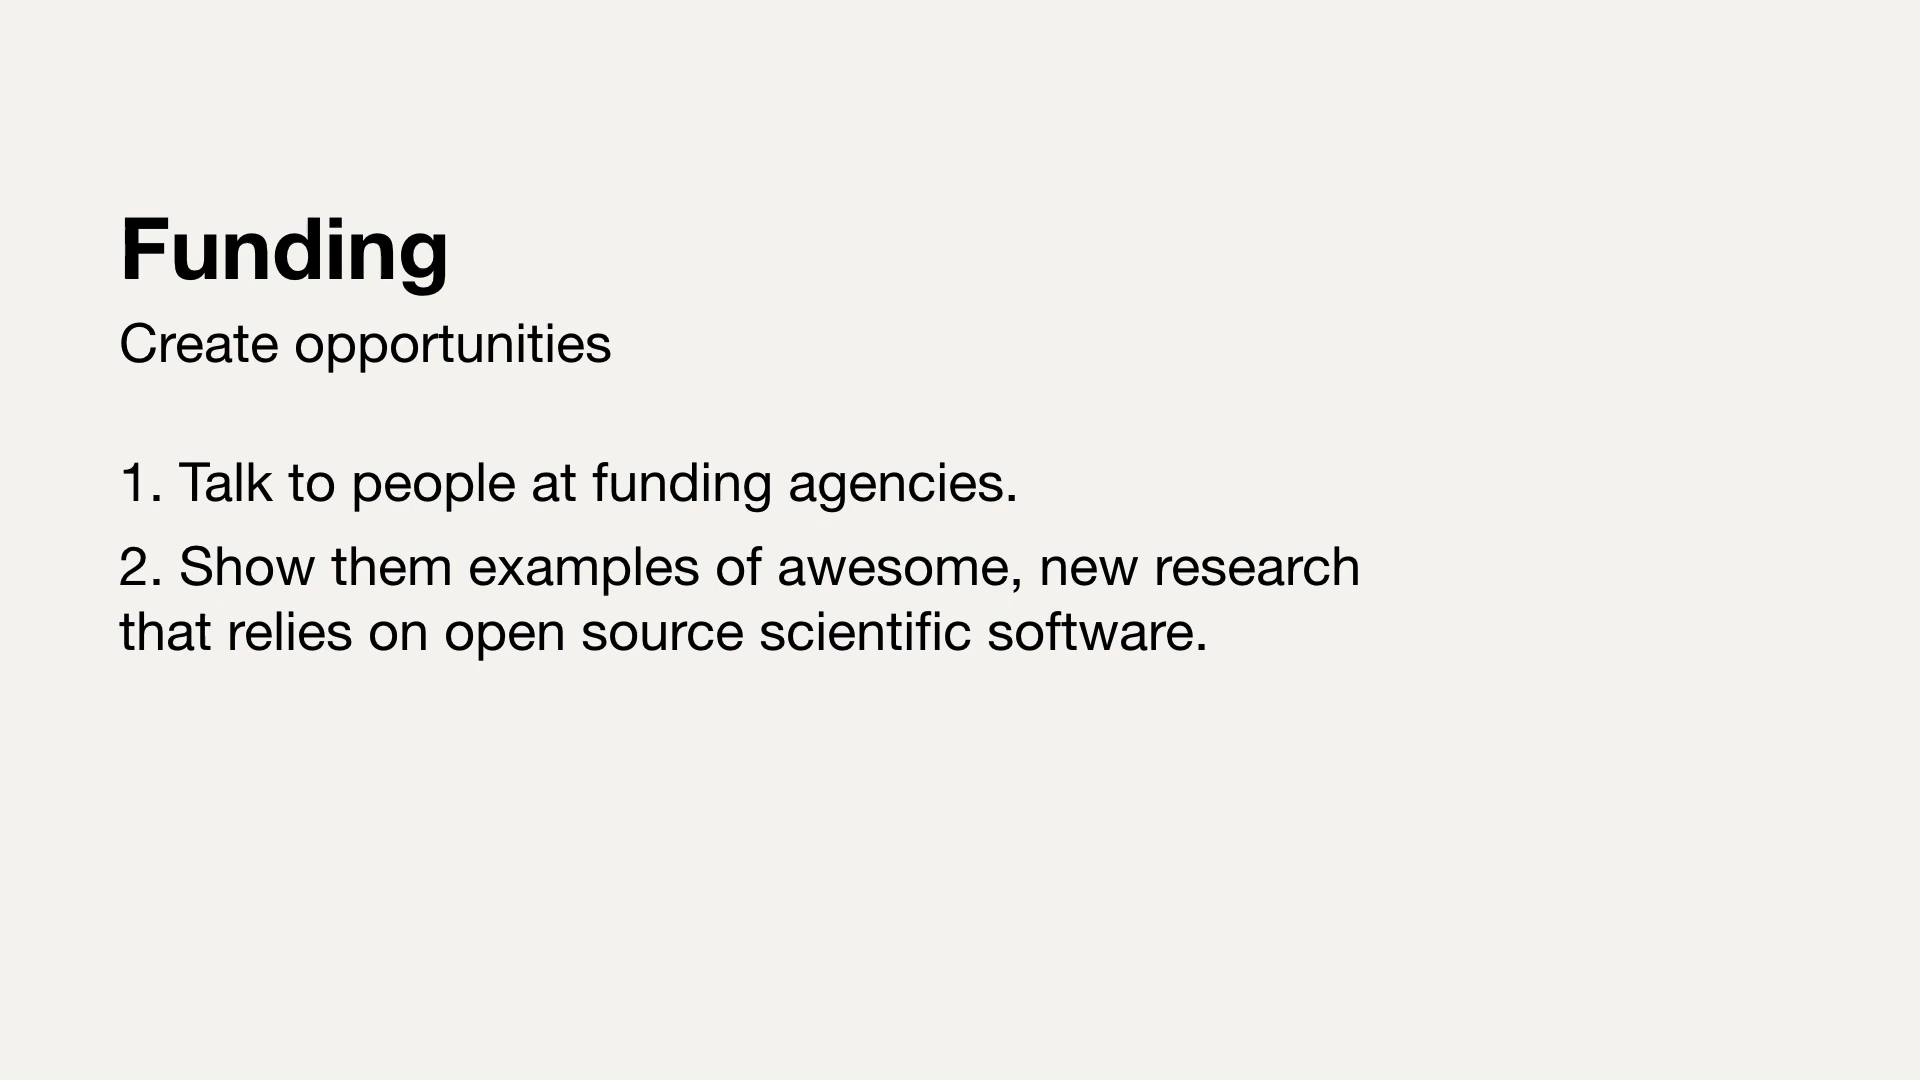 Funding
Create opportunities
1. Talk to people at funding agencies.
2. Show them examples of awesome, new research
that relies on open source scientific software.